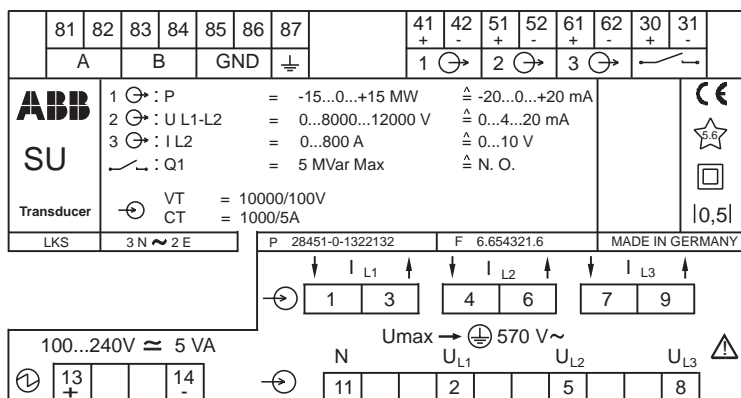 81 82 83 84 85 86 87 41 42 51 52 61 62 30 31
+ - + - + - + -
A B GND 1 2 3
ABB
SU
Transducer
1 : P = -15...0...+15 MW ≙ -20...0...+20 mA
2 : U L1-L2 = 0...8000...12000 V ≙ 0...4...20 mA
3 : I L2 = 0...800 A ≙ 0...10 V
: Q1 = 5 MVar Max ≙ N. O.
VT = 10000/100V
CT = 1000/5A
CE
5.6
0,5
LKS 3 N ~ 2 E P 28451-0-1322132 F 6.654321.6 MADE IN GERMANY
I L1 I L2 I L3
1 3 4 6 7 9
Umax → 570 V~
100...240V ≃ 5 VA
N UL1 UL2 UL3
13 14 11 2 5 8
+ -